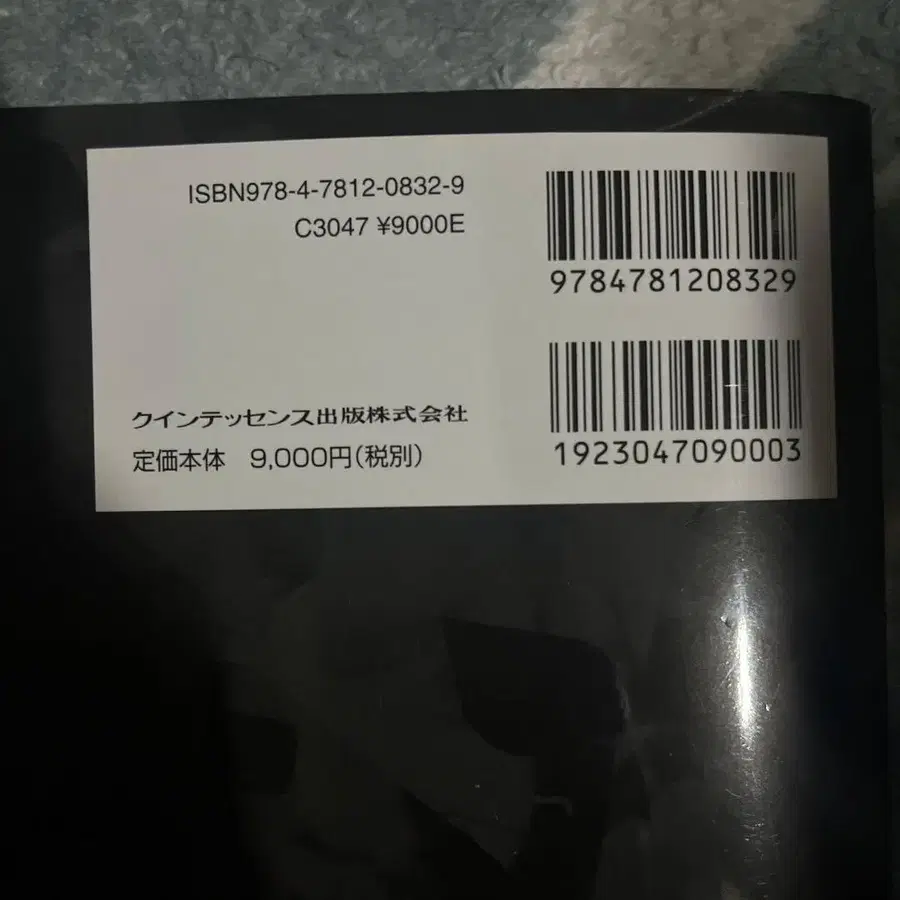 ISBN978-4-7812-0832-9
C3047 ¥9000E
9784781208329
クインテッセンス出版株式会社
定価本体 9,000円(税別)
1923047090003